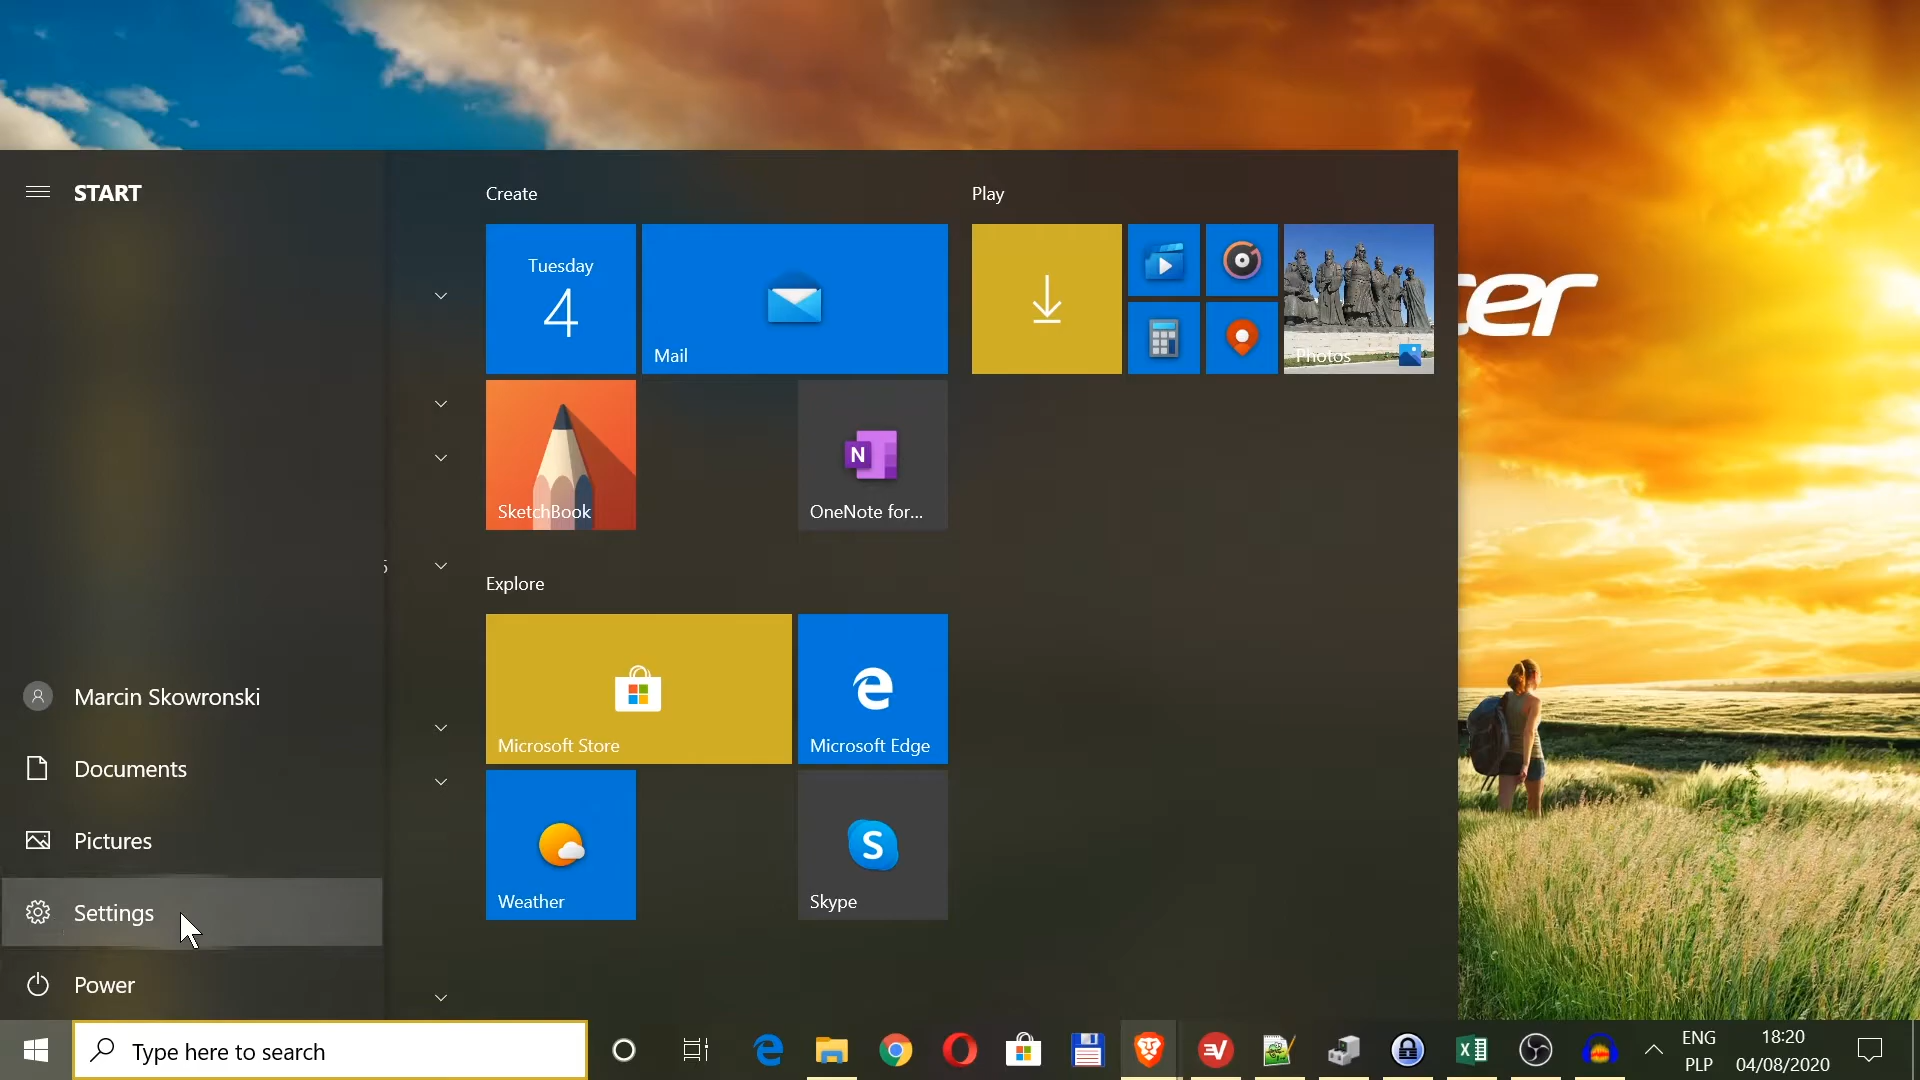 START
Create
Play
Tuesday
4
Mail
Photos
SketchBook
N
OneNote for...
Explore
Microsoft Store
Microsoft Edge
Weather
S
Skype
Marcin Skowronski
Documents
Pictures
Settings
Power
cer
Type here to search
ENG
PLP
18:20
04/08/2020